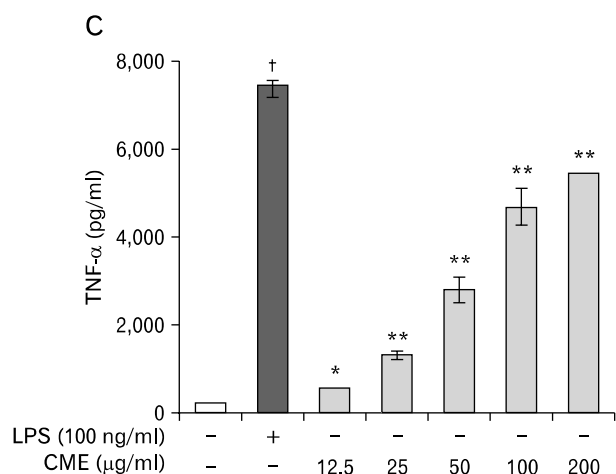 C
TNF-α (pg/ml)
8,000
6,000
4,000
2,000
0
†
*
**
**
**
**
LPS (100 ng/ml) – + – – – – –
CME (μg/ml) – – 12.5 25 50 100 200